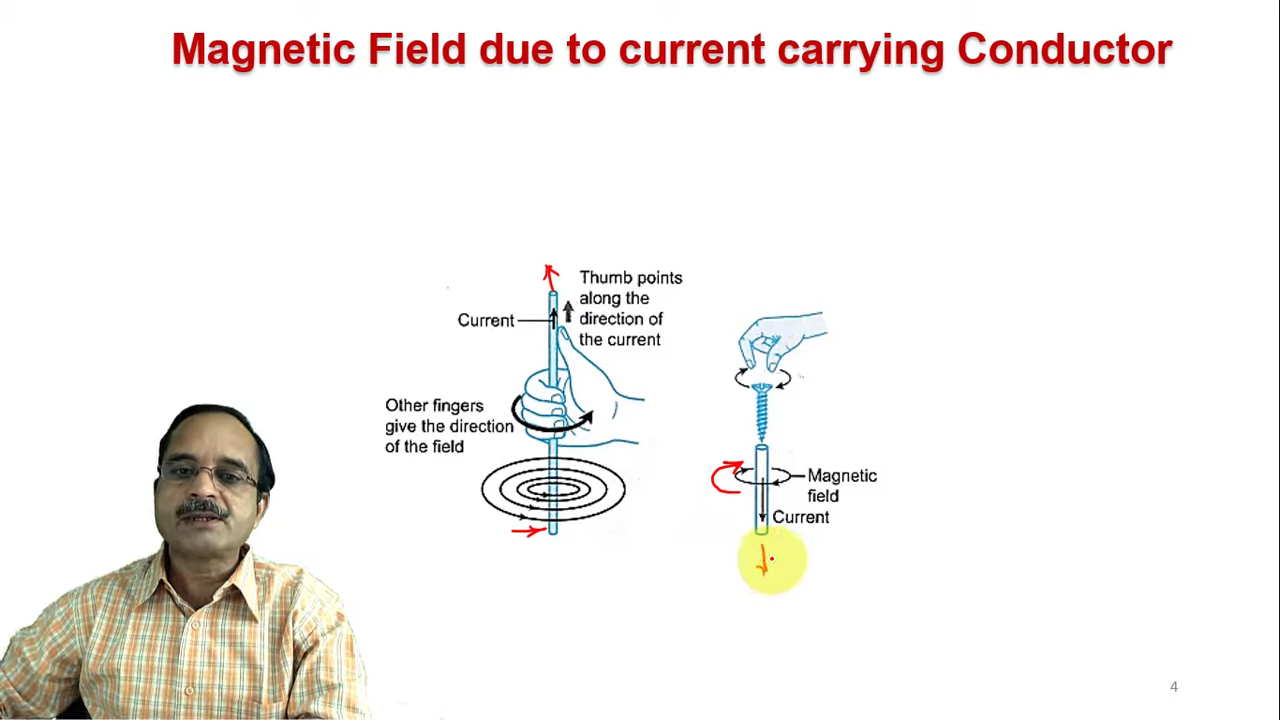 Magnetic Field due to current carrying Conductor
Thumb points
along the
direction of
the current
Current
Other fingers
give the direction
of the field
Magnetic
field
Current
4